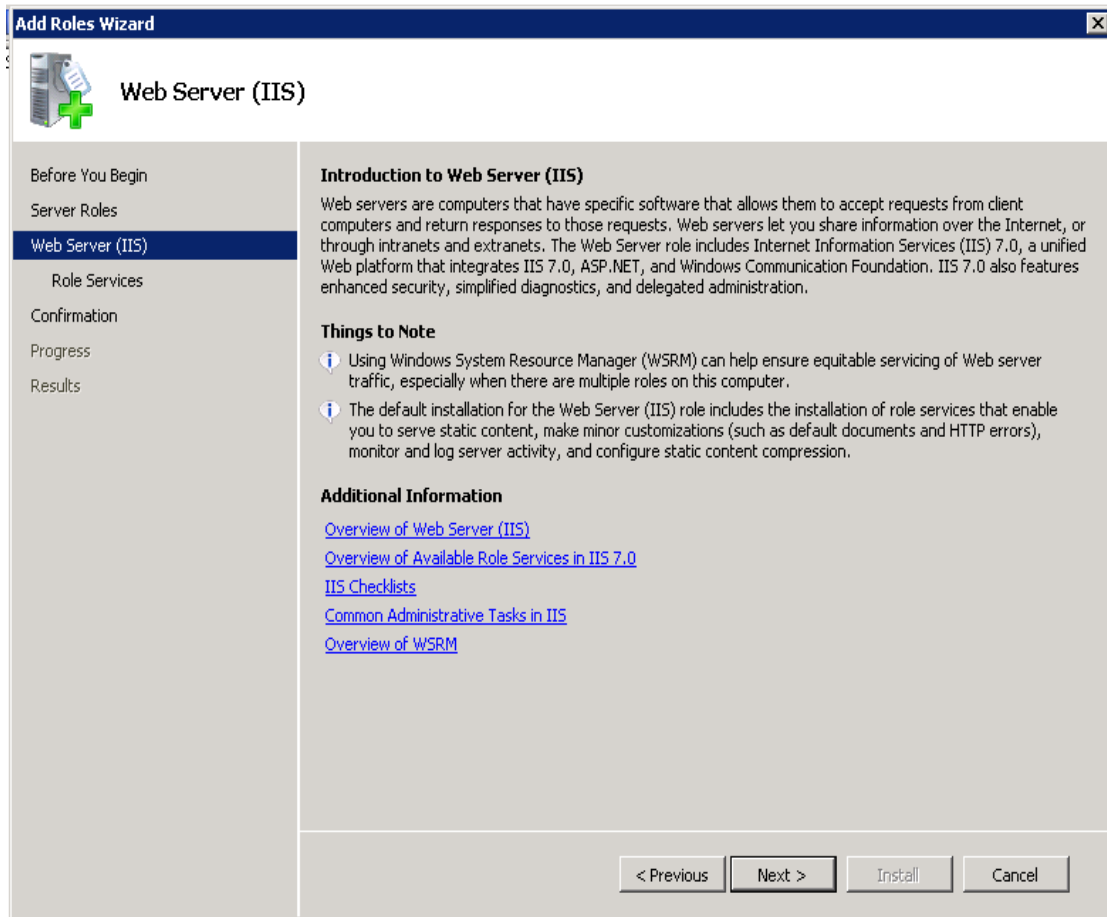 Add Roles Wizard
Web Server (IIS)
Before You Begin
Server Roles
Web Server (IIS)
Role Services
Confirmation
Progress
Results
Introduction to Web Server (IIS)
Web servers are computers that have specific software that allows them to accept requests from client
computers and return responses to those requests. Web servers let you share information over the Internet, or
through intranets and extranets. The Web Server role includes Internet Information Services (IIS) 7.0, a unified
Web platform that integrates IIS 7.0, ASP.NET, and Windows Communication Foundation. IIS 7.0 also features
enhanced security, simplified diagnostics, and delegated administration.
Things to Note
Using Windows System Resource Manager (WSRM) can help ensure equitable servicing of Web server
traffic, especially when there are multiple roles on this computer.
The default installation for the Web Server (IIS) role includes the installation of role services that enable
you to serve static content, make minor customizations (such as default documents and HTTP errors),
monitor and log server activity, and configure static content compression.
Additional Information
Overview of Web Server (IIS)
Overview of Available Role Services in IIS 7.0
IIS Checklists
Common Administrative Tasks in IIS
Overview of WSRM
< Previous
Next >
Install
Cancel